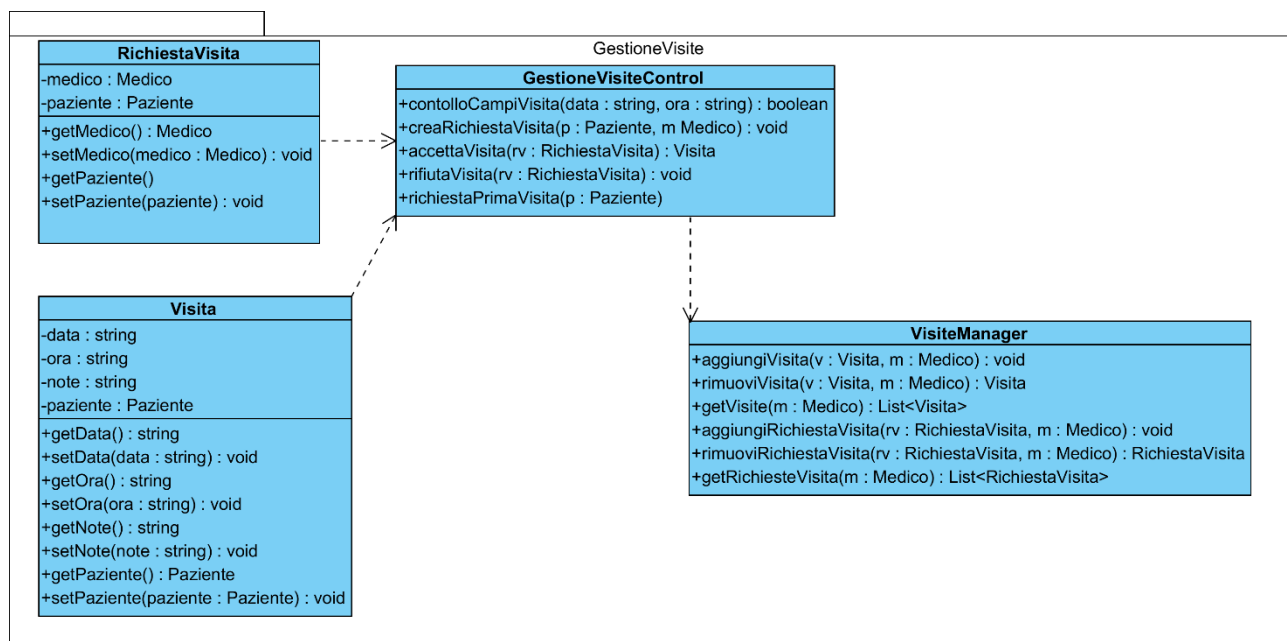 GestioneVisite
RichiestaVisita
-medico : Medico
-paziente : Paziente
+getMedico() : Medico
+setMedico(medico : Medico) : void
+getPaziente()
+setPaziente(paziente) : void
GestioneVisiteControl
+contolloCampiVisita(data : string, ora : string) : boolean
+creaRichiestaVisita(p : Paziente, m Medico) : void
+accettaVisita(rv : RichiestaVisita) : Visita
+rifiutaVisita(rv : RichiestaVisita) : void
+richiestaPrimaVisita(p : Paziente)
Visita
-data : string
-ora : string
-note : string
-paziente : Paziente
+getData() : string
+setData(data : string) : void
+getOra() : string
+setOra(ora : string) : void
+getNote() : string
+setNote(note : string) : void
+getPaziente() : Paziente
+setPaziente(paziente : Paziente) : void
VisiteManager
+aggiungiVisita(v : Visita, m : Medico) : void
+rimuoviVisita(v : Visita, m : Medico) : Visita
+getVisite(m : Medico) : List<Visita>
+aggiungiRichiestaVisita(rv : RichiestaVisita, m : Medico) : void
+rimuoviRichiestaVisita(rv : RichiestaVisita, m : Medico) : RichiestaVisita
+getRichiesteVisita(m : Medico) : List<RichiestaVisita>